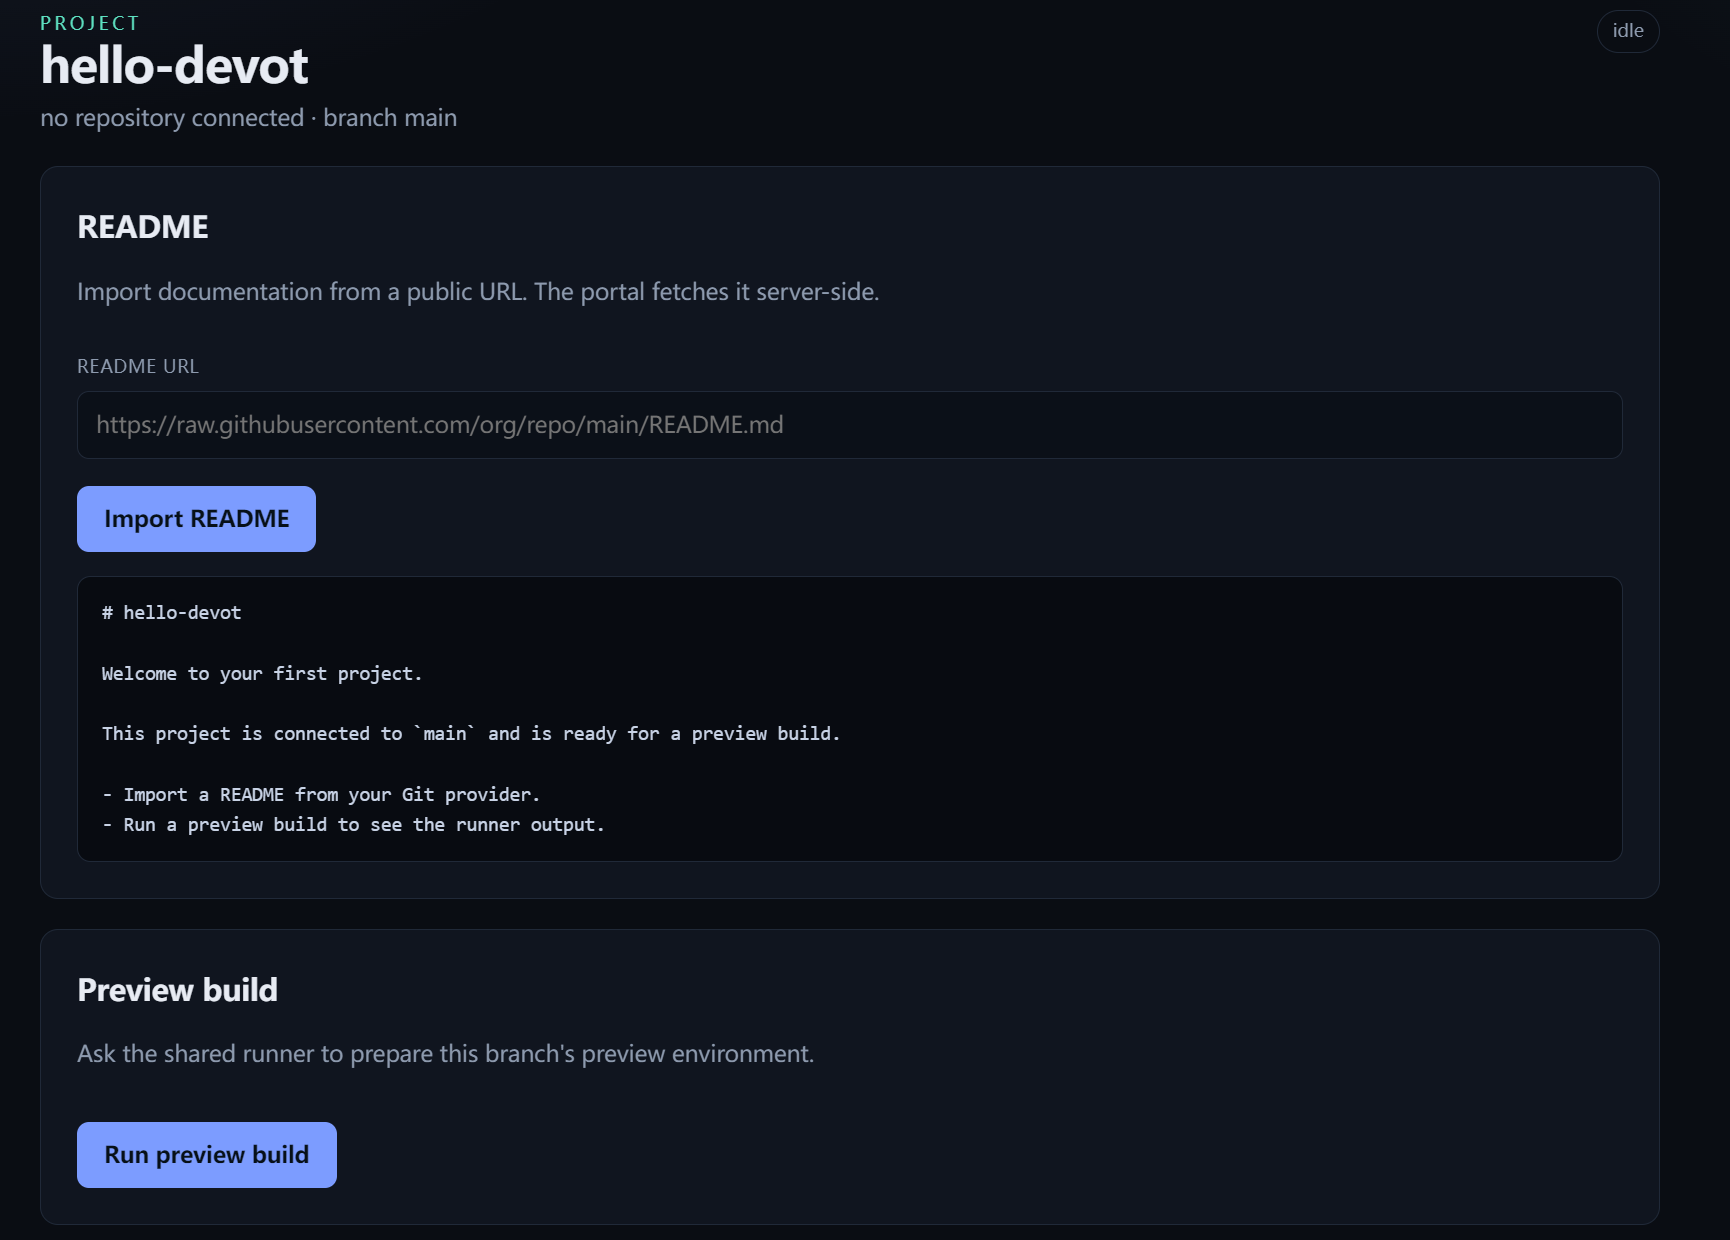 PROJECT
idle
hello-devot
no repository connected · branch main
README
Import documentation from a public URL. The portal fetches it server-side.
README URL
https://raw.githubusercontent.com/org/repo/main/README.md
Import README
# hello-devot
Welcome to your first project.
This project is connected to `main` and is ready for a preview build.
- Import a README from your Git provider.
- Run a preview build to see the runner output.
Preview build
Ask the shared runner to prepare this branch's preview environment.
Run preview build